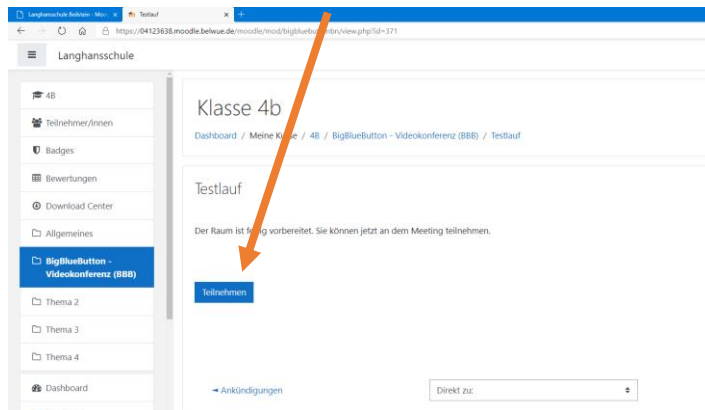 Langhansschule Beilstein - Moo
Testlauf
https://04123638.moodle.belwue.de/moodle/mod/bigbluebuttonbn/view.php?id=371
Langhansschule
4B
Teilnehmer/innen
Badges
Bewertungen
Download Center
Allgemeines
BigBlueButton -
Videokonferenz (BBB)
Thema 2
Thema 3
Thema 4
Dashboard
Klasse 4b
Dashboard / Meine Kurse / 4B / BigBlueButton - Videokonferenz (BBB) / Testlauf
Testlauf
Der Raum ist fertig vorbereitet. Sie können jetzt an dem Meeting teilnehmen.
Teilnehmen
◄ Ankündigungen
Direkt zu: